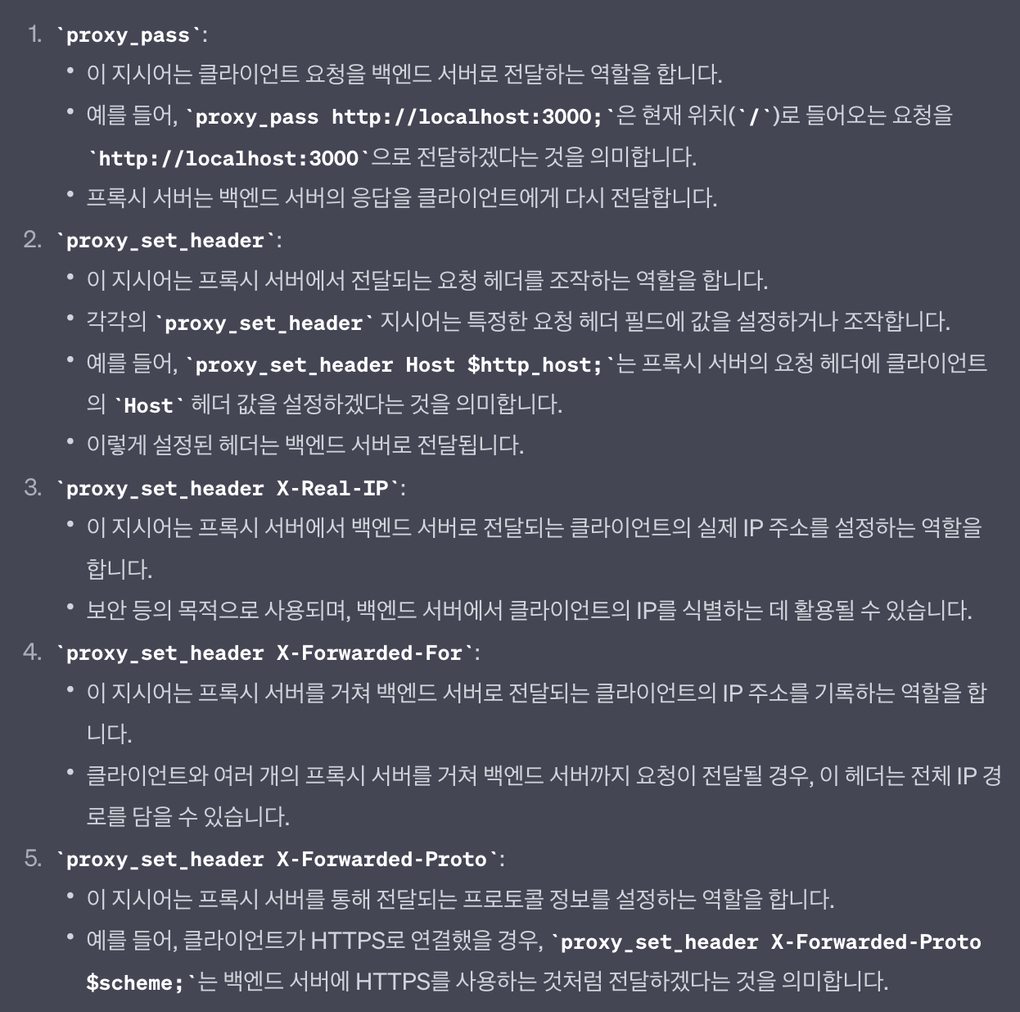 1. `proxy_pass`:
• 이 지시어는 클라이언트 요청을 백엔드 서버로 전달하는 역할을 합니다.
• 예를 들어, `proxy_pass http://localhost:3000;`은 현재 위치(`/`)로 들어오는 요청을
`http://localhost:3000`으로 전달하겠다는 것을 의미합니다.
• 프록시 서버는 백엔드 서버의 응답을 클라이언트에게 다시 전달합니다.
2. `proxy_set_header`:
• 이 지시어는 프록시 서버에서 전달되는 요청 헤더를 조작하는 역할을 합니다.
• 각각의 `proxy_set_header` 지시어는 특정한 요청 헤더 필드에 값을 설정하거나 조작합니다.
• 예를 들어, `proxy_set_header Host $http_host;`는 프록시 서버의 요청 헤더에 클라이언트
의 `Host` 헤더 값을 설정하겠다는 것을 의미합니다.
• 이렇게 설정된 헤더는 백엔드 서버로 전달됩니다.
3. `proxy_set_header X-Real-IP`:
• 이 지시어는 프록시 서버에서 백엔드 서버로 전달되는 클라이언트의 실제 IP 주소를 설정하는 역할을
합니다.
• 보안 등의 목적으로 사용되며, 백엔드 서버에서 클라이언트의 IP를 식별하는 데 활용될 수 있습니다.
4. `proxy_set_header X-Forwarded-For`:
• 이 지시어는 프록시 서버를 거쳐 백엔드 서버로 전달되는 클라이언트의 IP 주소를 기록하는 역할을 합
니다.
• 클라이언트와 여러 개의 프록시 서버를 거쳐 백엔드 서버까지 요청이 전달될 경우, 이 헤더는 전체 IP 경
로를 담을 수 있습니다.
5. `proxy_set_header X-Forwarded-Proto`:
• 이 지시어는 프록시 서버를 통해 전달되는 프로토콜 정보를 설정하는 역할을 합니다.
• 예를 들어, 클라이언트가 HTTPS로 연결했을 경우, `proxy_set_header X-Forwarded-Proto
$scheme;`는 백엔드 서버에 HTTPS를 사용하는 것처럼 전달하겠다는 것을 의미합니다.